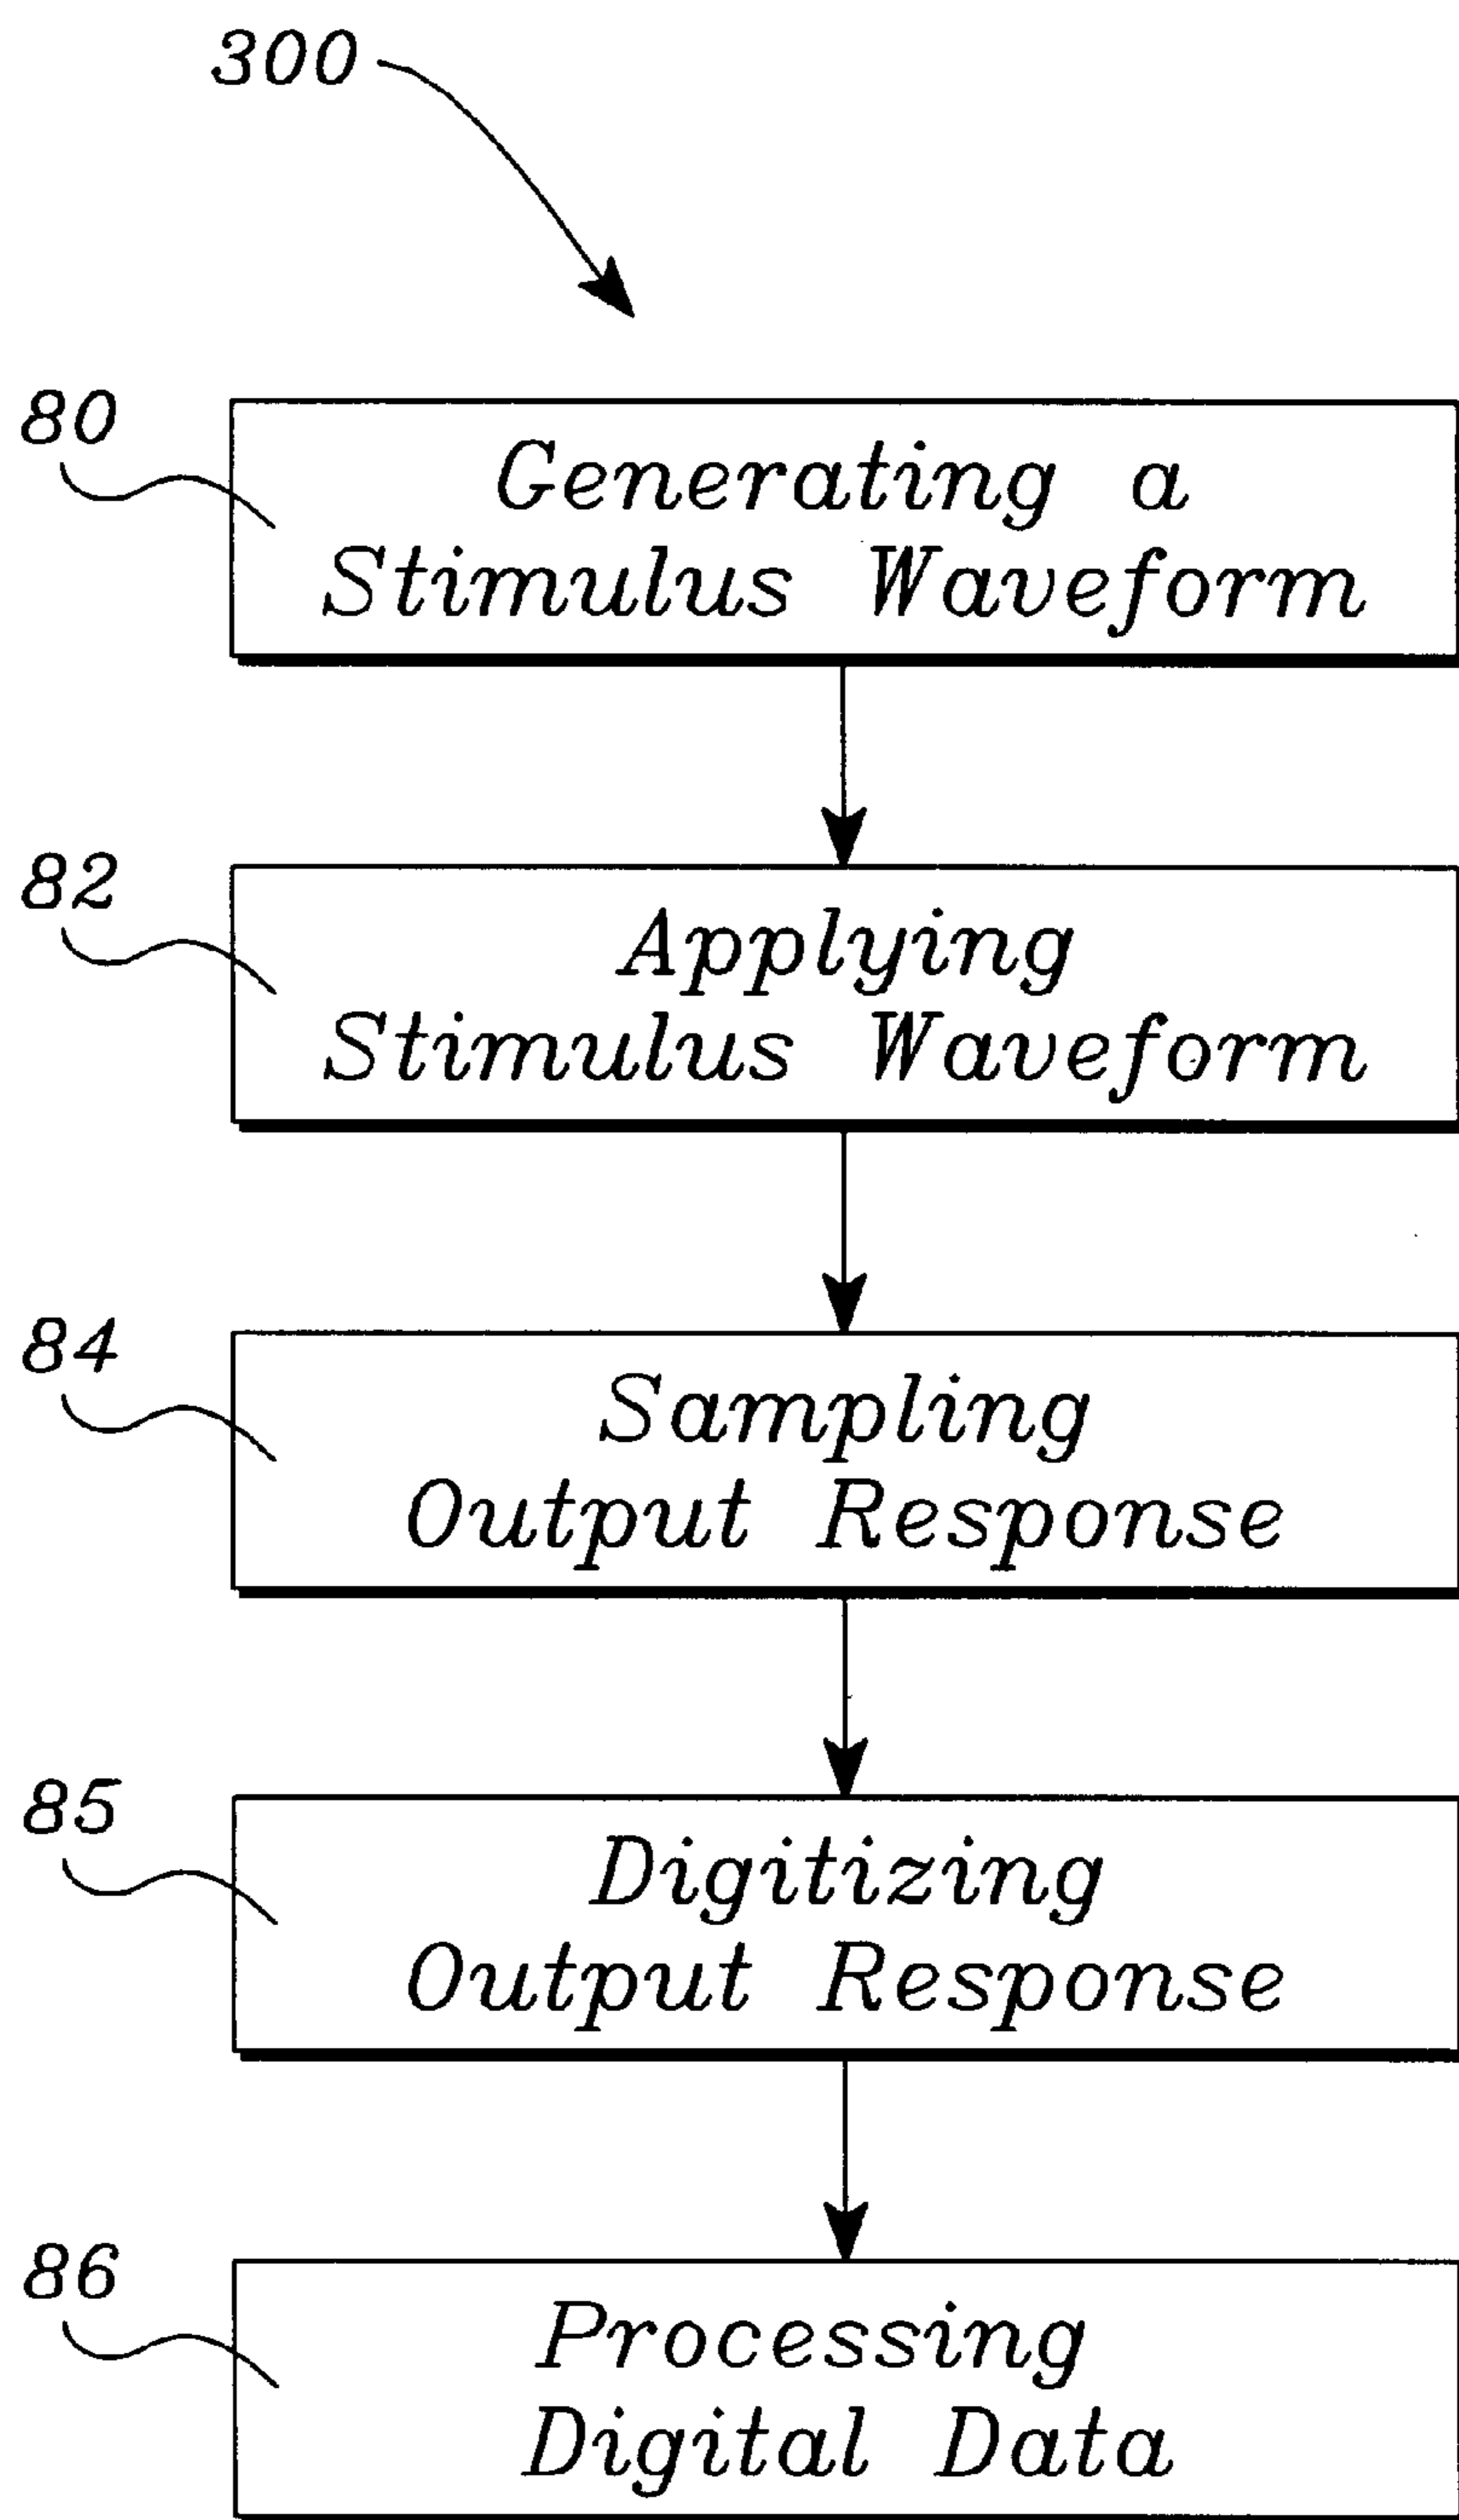 300
80
Generating a
Stimulus Waveform
82
Applying
Stimulus Waveform
84
Sampling
Output Response
85
Digitizing
Output Response
86
Processing
Digital Data